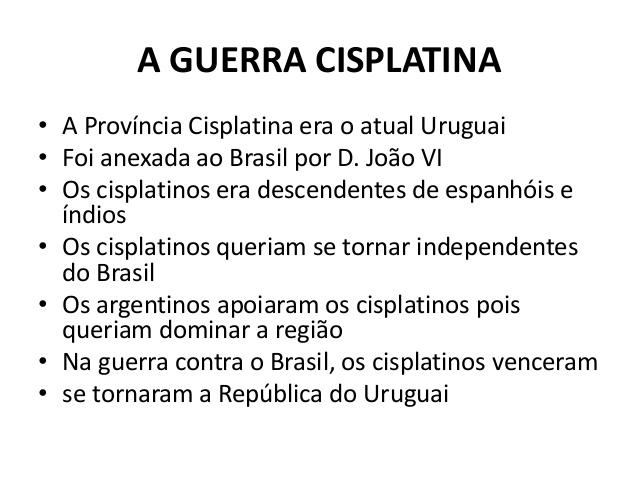 A GUERRA CISPLATINA
• A Província Cisplatina era o atual Uruguai
• Foi anexada ao Brasil por D. João VI
• Os cisplatinos era descendentes de espanhóis e
índios
• Os cisplatinos queriam se tornar independentes
do Brasil
• Os argentinos apoiaram os cisplatinos pois
queriam dominar a região
• Na guerra contra o Brasil, os cisplatinos venceram
• se tornaram a República do Uruguai